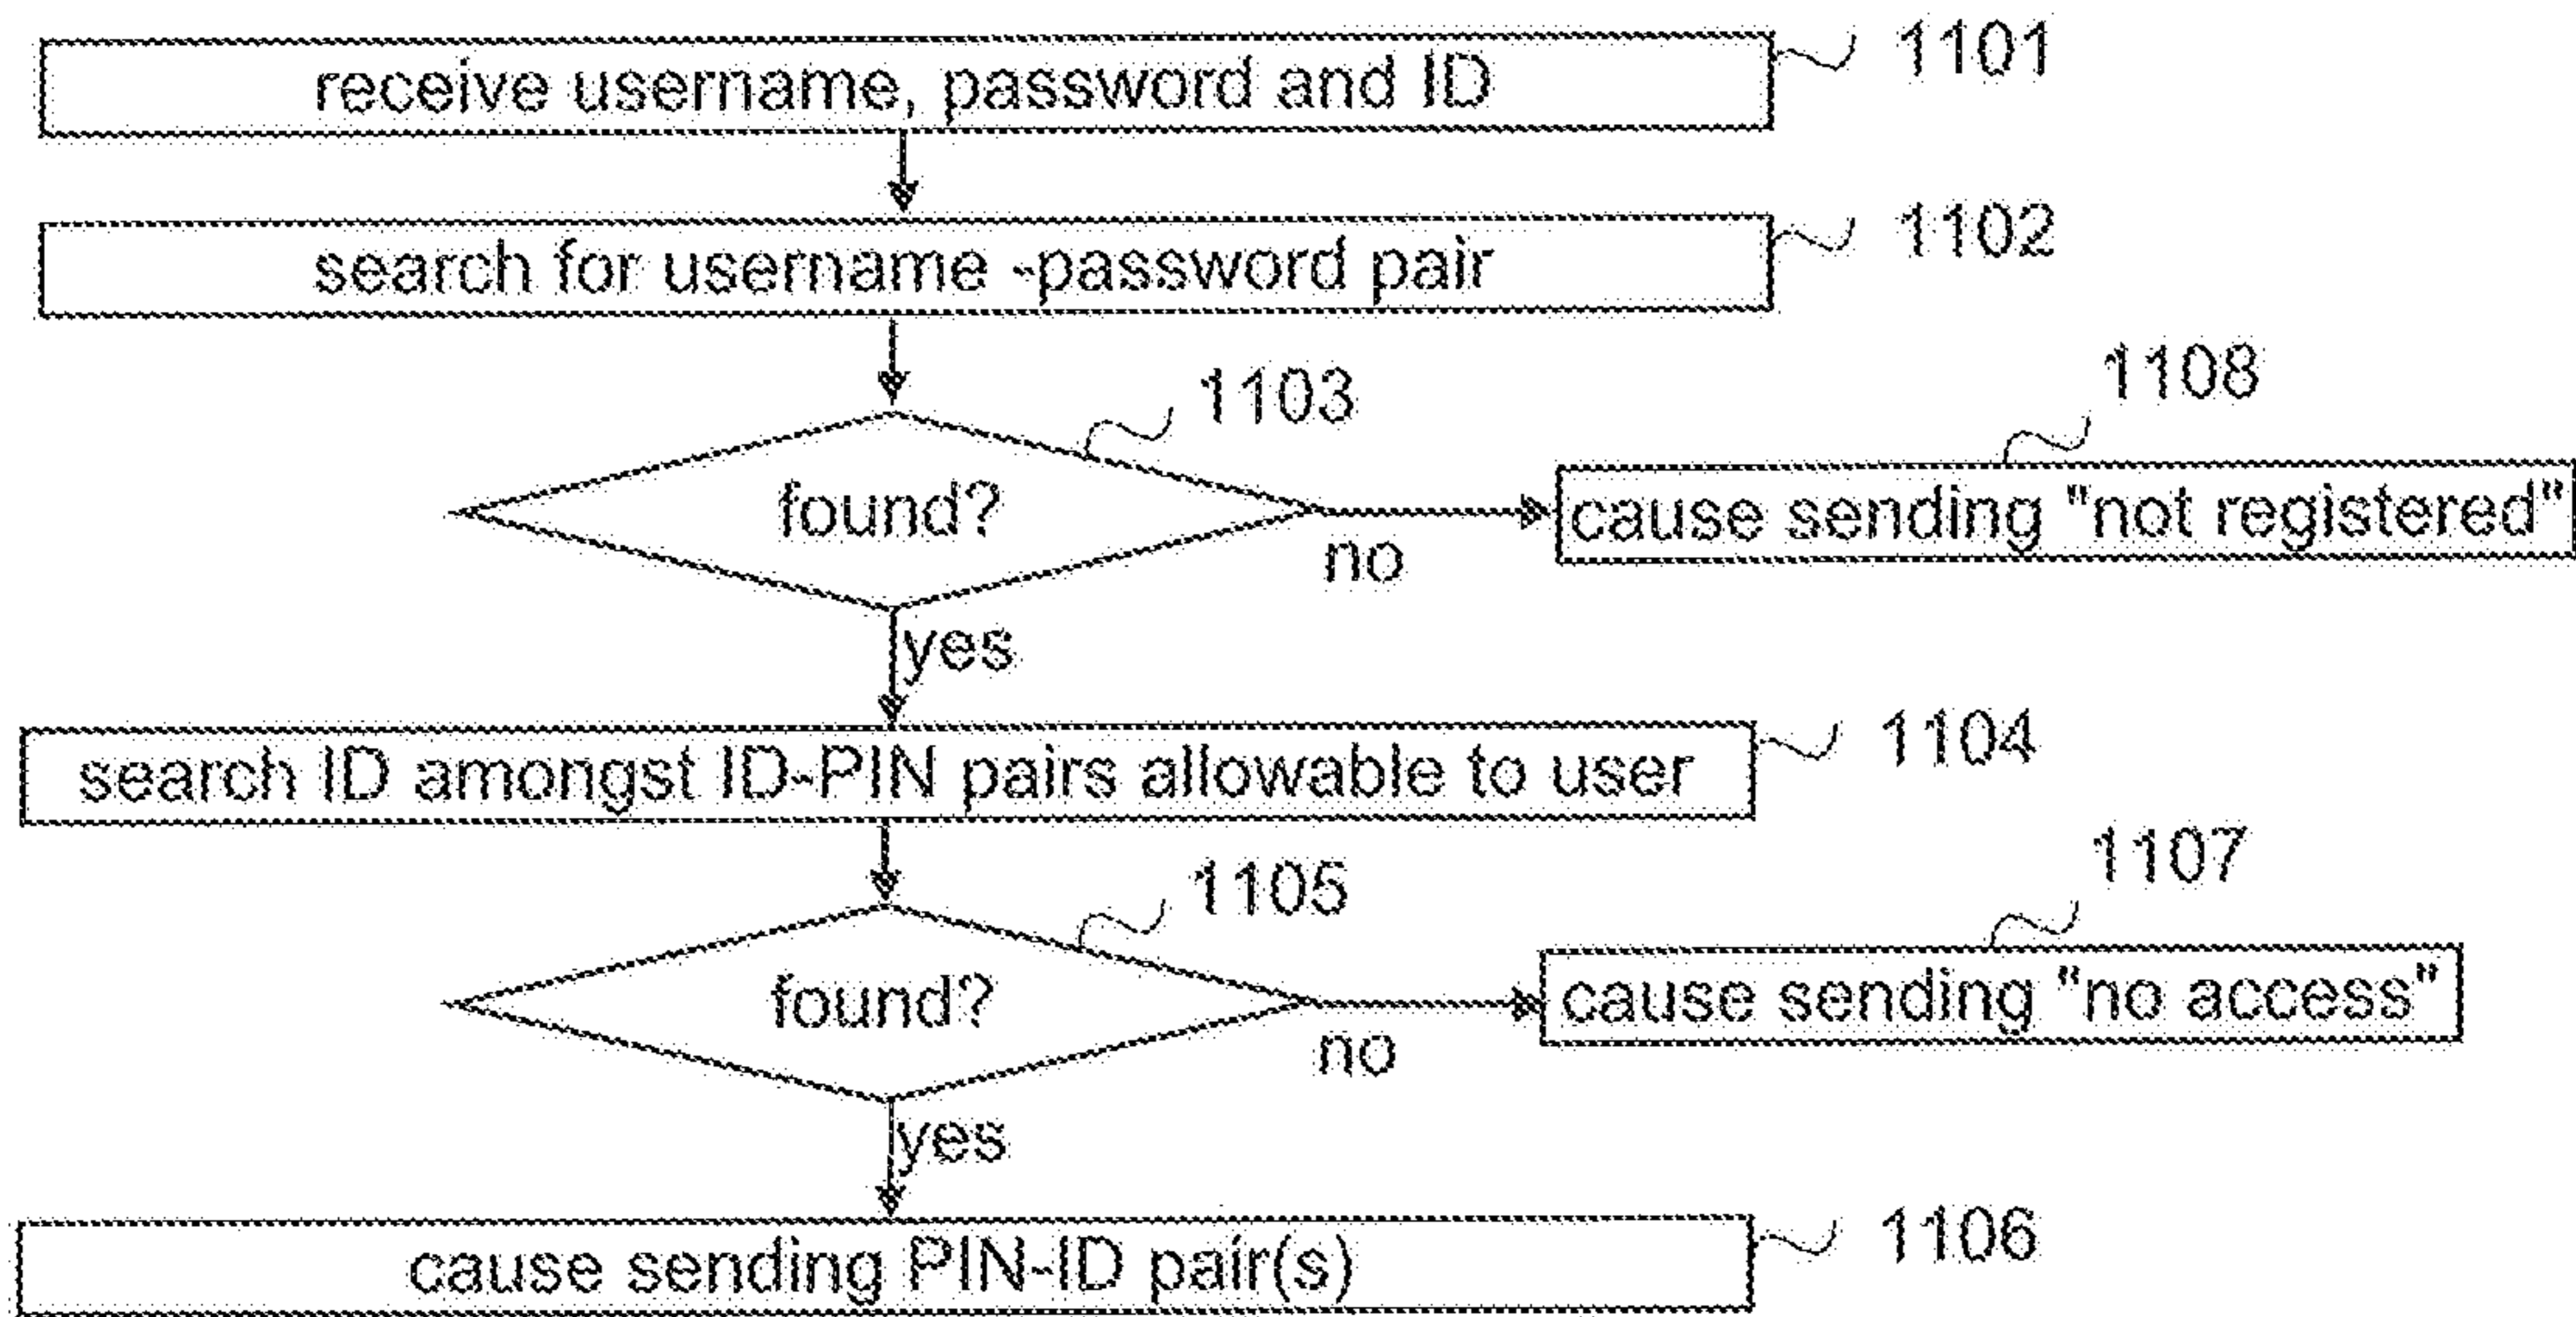 receive username, password and ID
1101
search for username -password pair
1102
1103
1108
found?
cause sending "not registered"
no
yes
search ID amongst ID-PIN pairs allowable to user
1104
1105
1107
found?
cause sending "no access"
no
yes
cause sending PIN-ID pair(s)
1106